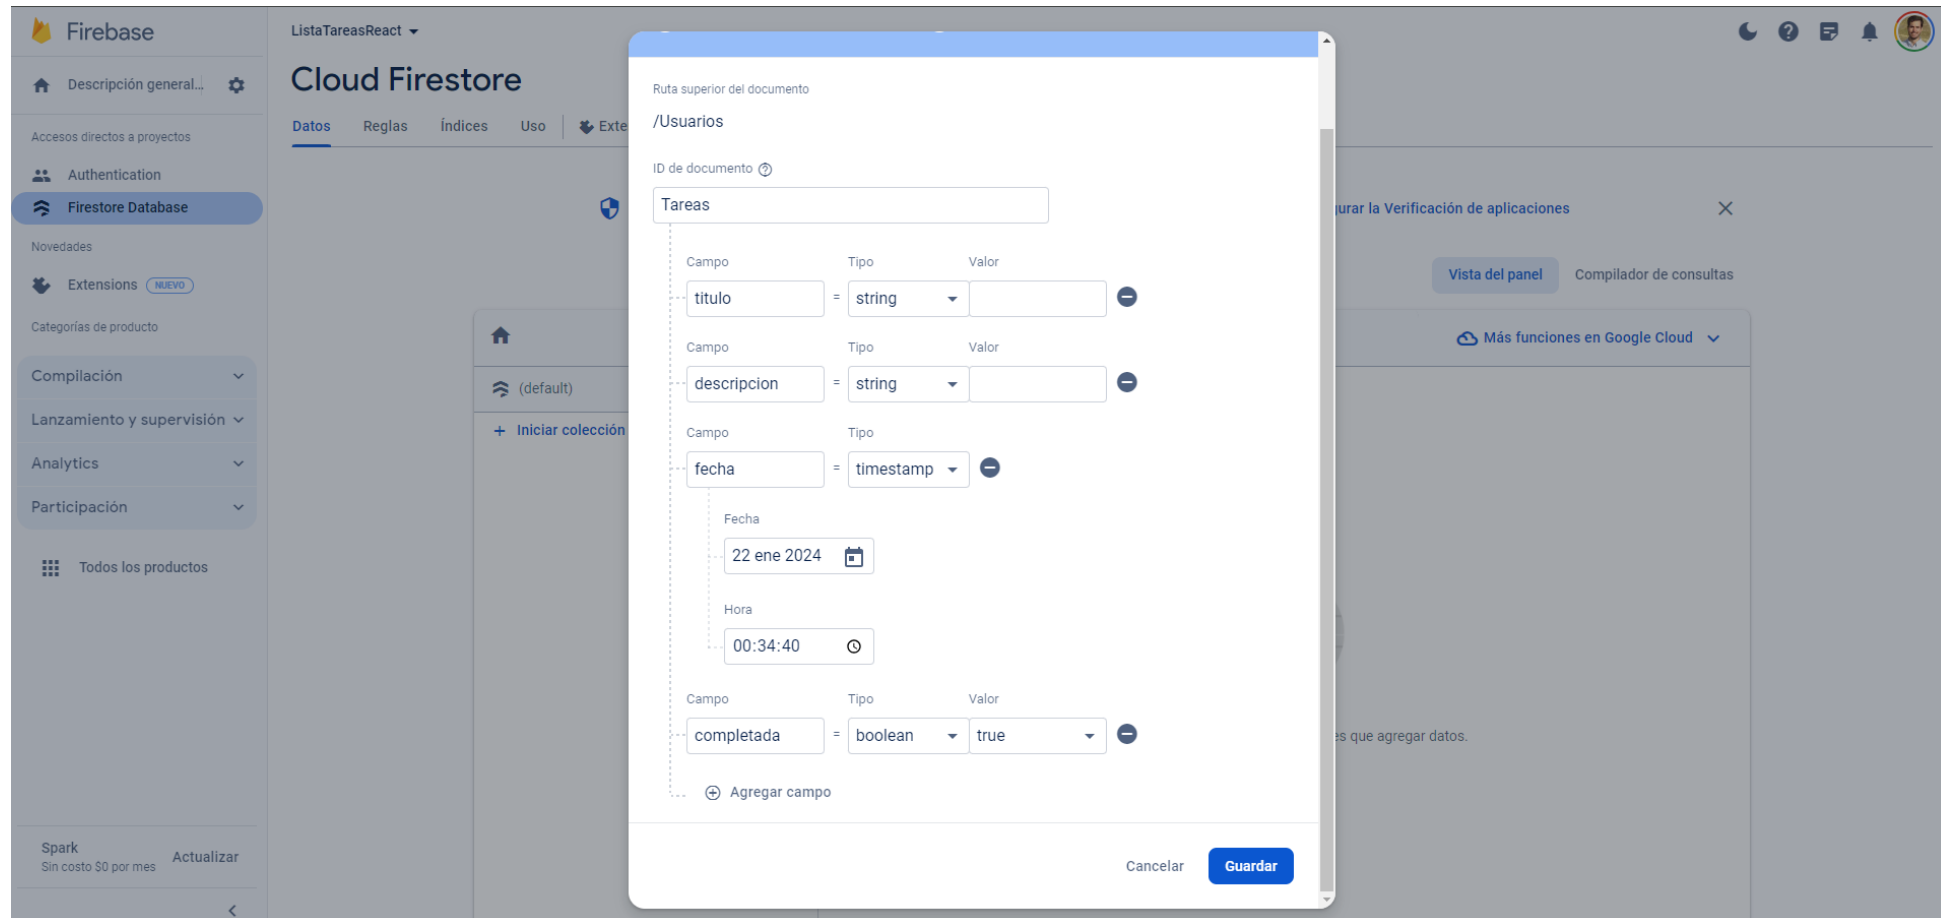 Firebase
Descripción general...
Accesos directos a proyectos
Authentication
Firestore Database
Novedades
Extensions NUEVO
Categorías de producto
Compilación
Lanzamiento y supervisión
Analytics
Participación
Todos los productos
Spark
Sin costo $0 por mes
Actualizar
ListaTareasReact
Cloud Firestore
Datos Reglas Índices Uso Exte
urar la Verificación de aplicaciones
Vista del panel Compilador de consultas
Más funciones en Google Cloud
(default)
+ Iniciar colección
es que agregar datos.
Ruta superior del documento
/Usuarios
ID de documento
Tareas
Campo Tipo Valor
titulo = string
Campo Tipo Valor
descripcion = string
Campo Tipo
fecha = timestamp
Fecha
22 ene 2024
Hora
00:34:40
Campo Tipo Valor
completada = boolean true
Agregar campo
Cancelar Guardar